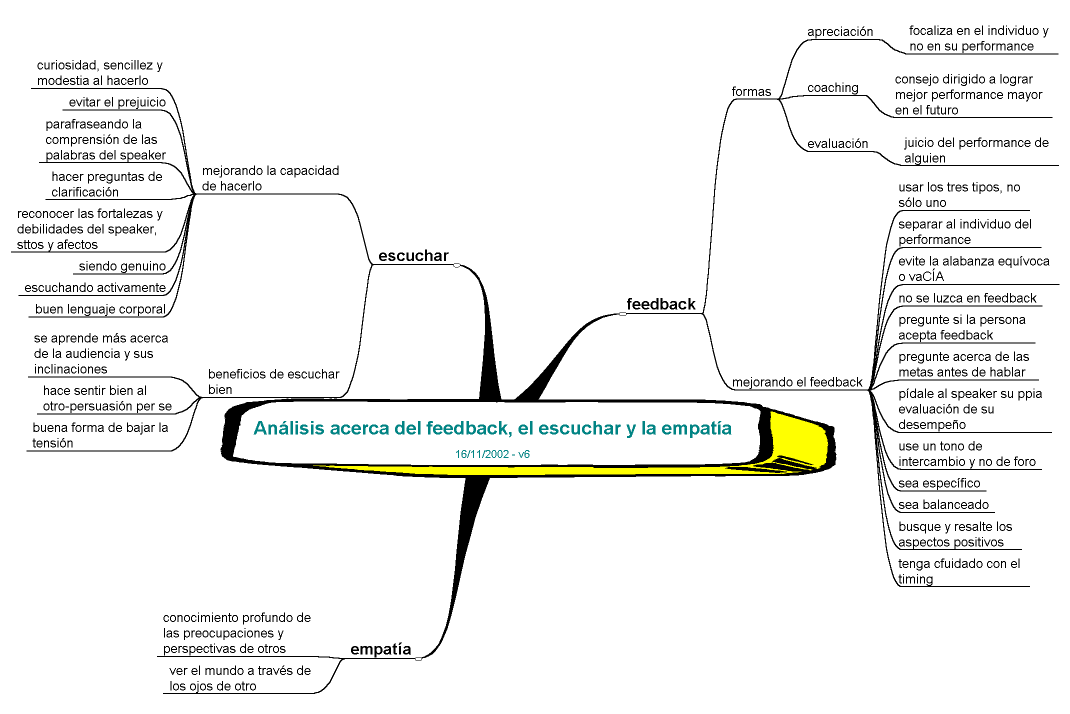 Análisis acerca del feedback, el escuchar y la empatía
16/11/2002 - v6
feedback
formas
apreciación
focaliza en el individuo y
no en su performance
coaching
consejo dirigido a lograr
mejor performance mayor
en el futuro
evaluación
juicio del performance de
alguien
mejorando el feedback
usar los tres tipos, no
sólo uno
separar al individuo del
performance
evite la alabanza equívoca
o vaCÍA
no se luzca en feedback
pregunte si la persona
acepta feedback
pregunte acerca de las
metas antes de hablar
pídale al speaker su ppia
evaluación de su
desempeño
use un tono de
intercambio y no de foro
sea específico
sea balanceado
busque y resalte los
aspectos positivos
tenga cfuidado con el
timing
escuchar
mejorando la capacidad
de hacerlo
curiosidad, sencillez y
modestia al hacerlo
evitar el prejuicio
parafraseando la
comprensión de las
palabras del speaker
hacer preguntas de
clarificación
reconocer las fortalezas y
debilidades del speaker,
sttos y afectos
siendo genuino
escuchando activamente
buen lenguaje corporal
beneficios de escuchar
bien
se aprende más acerca
de la audiencia y sus
inclinaciones
hace sentir bien al
otro-persuasión per se
buena forma de bajar la
tensión
empatía
conocimiento profundo de
las preocupaciones y
perspectivas de otros
ver el mundo a través de
los ojos de otro